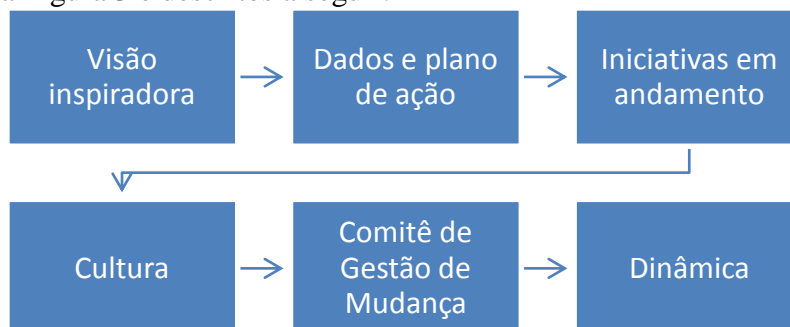 Visão
inspiradora
Dados e plano
de ação
Iniciativas em
andamento
Cultura
Comitê de
Gestão de
Mudança
Dinâmica